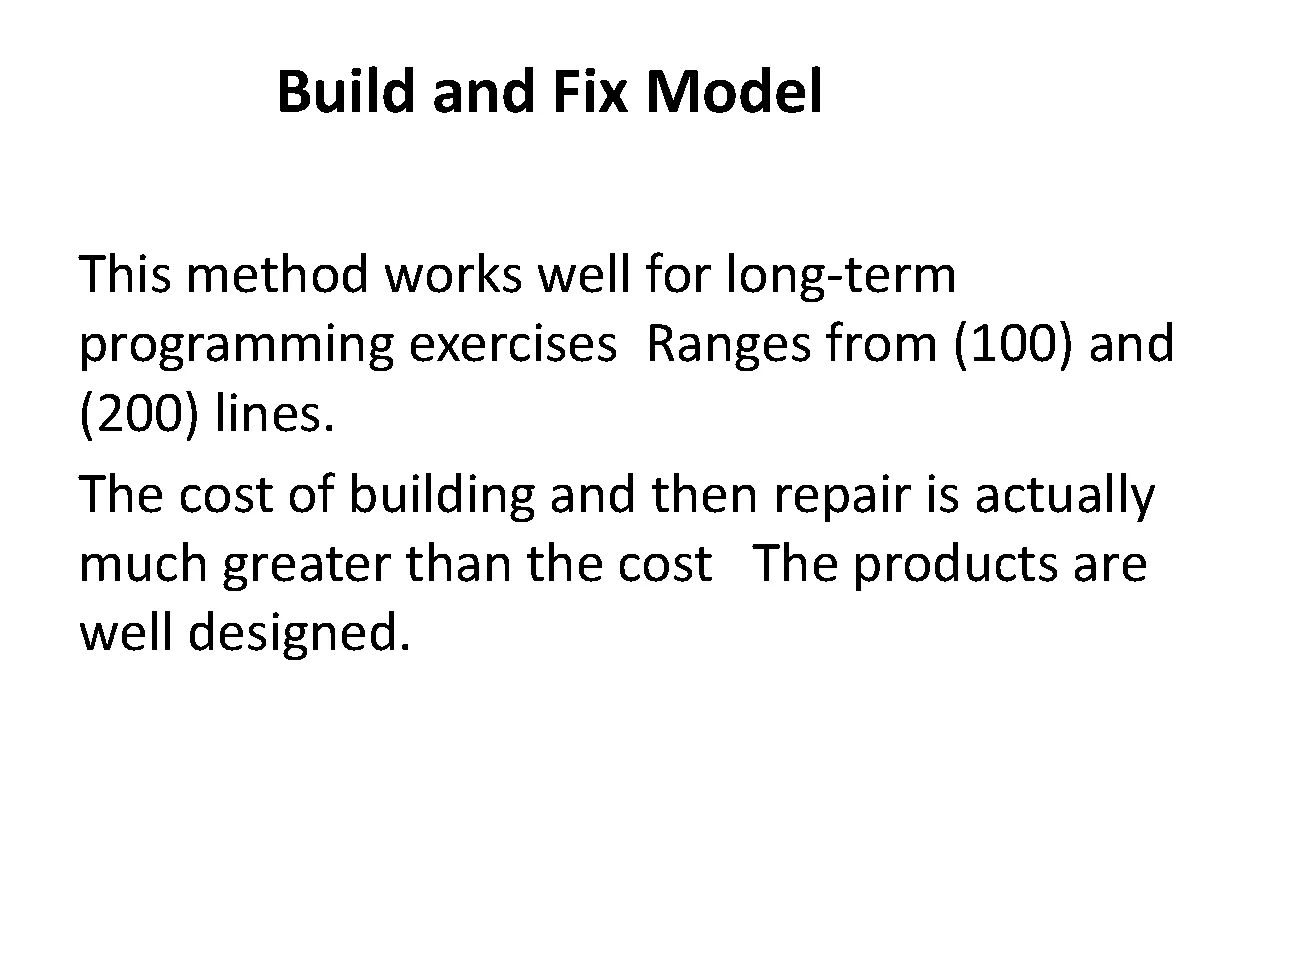 Build and Fix Model
This method works well for long-term
programming exercises  Ranges from (100) and
(200) lines.
The cost of building and then repair is actually
much greater than the cost   The products are
well designed.